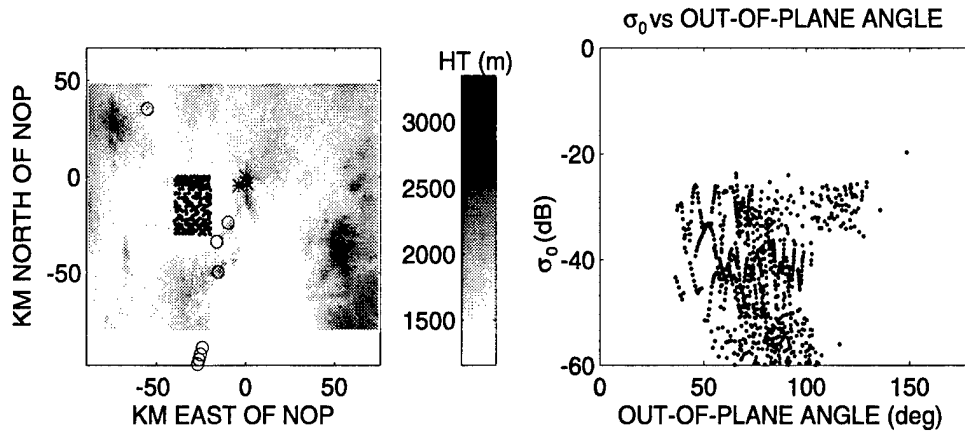 σ0 vs OUT-OF-PLANE ANGLE
HT (m)
KM NORTH OF NOP
50
0
-50
-50 0 50
KM EAST OF NOP
3000
2500
2000
1500
σ0 (dB)
0
-20
-40
-60
0 50 100 150
OUT-OF-PLANE ANGLE (deg)